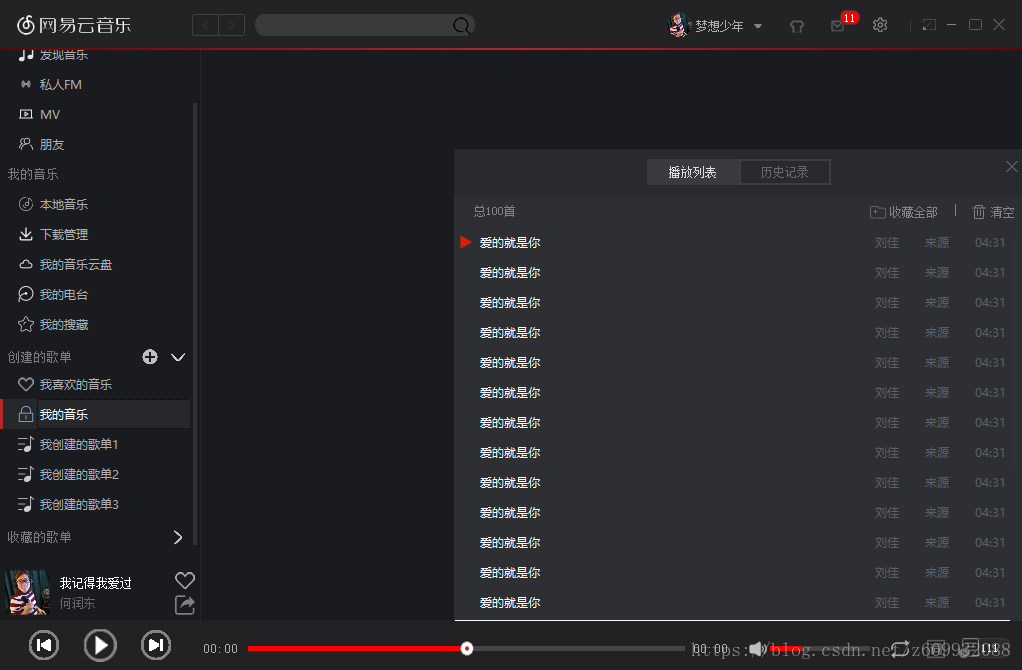 网易云音乐
梦想少年
11
发现音乐
私人FM
MV
朋友
我的音乐
本地音乐
下载管理
我的音乐云盘
我的电台
我的搜藏
创建的歌单
我喜欢的音乐
我的音乐
我创建的歌单1
我创建的歌单2
我创建的歌单3
收藏的歌单
我记得我爱过
何润东
播放列表 历史记录
总100首 收藏全部 清空
爱的就是你 刘佳 来源 04:31
爱的就是你 刘佳 来源 04:31
爱的就是你 刘佳 来源 04:31
爱的就是你 刘佳 来源 04:31
爱的就是你 刘佳 来源 04:31
爱的就是你 刘佳 来源 04:31
爱的就是你 刘佳 来源 04:31
爱的就是你 刘佳 来源 04:31
爱的就是你 刘佳 来源 04:31
爱的就是你 刘佳 来源 04:31
爱的就是你 刘佳 来源 04:31
爱的就是你 刘佳 来源 04:31
爱的就是你 刘佳 来源 04:31
00:00 00:00
111